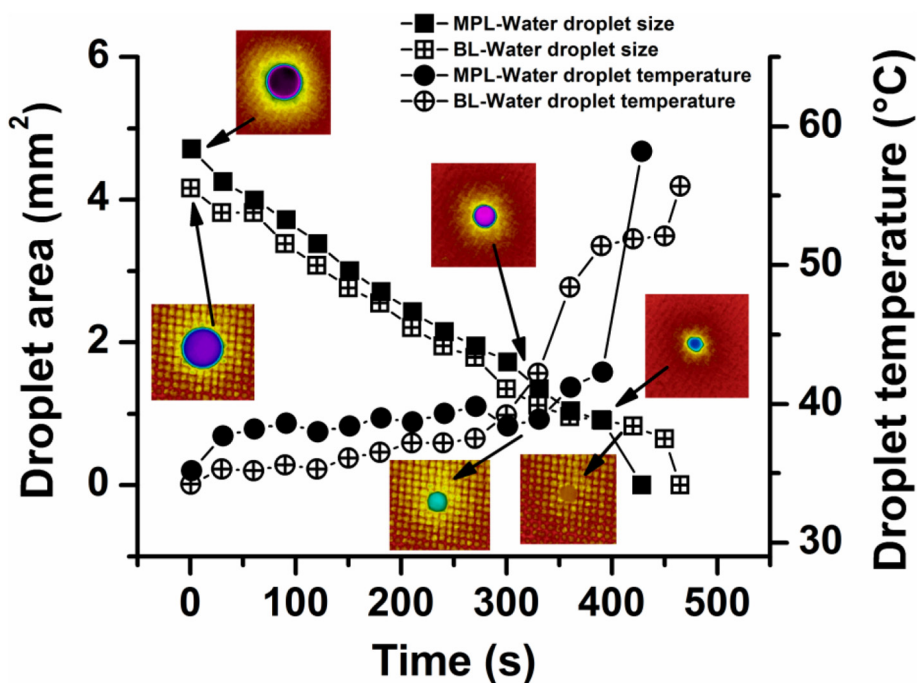 MPL-Water droplet size
BL-Water droplet size
MPL-Water droplet temperature
BL-Water droplet temperature
6
4
2
0
Droplet area (mm²)
60
50
40
30
Droplet temperature (°C)
0 100 200 300 400 500
Time (s)